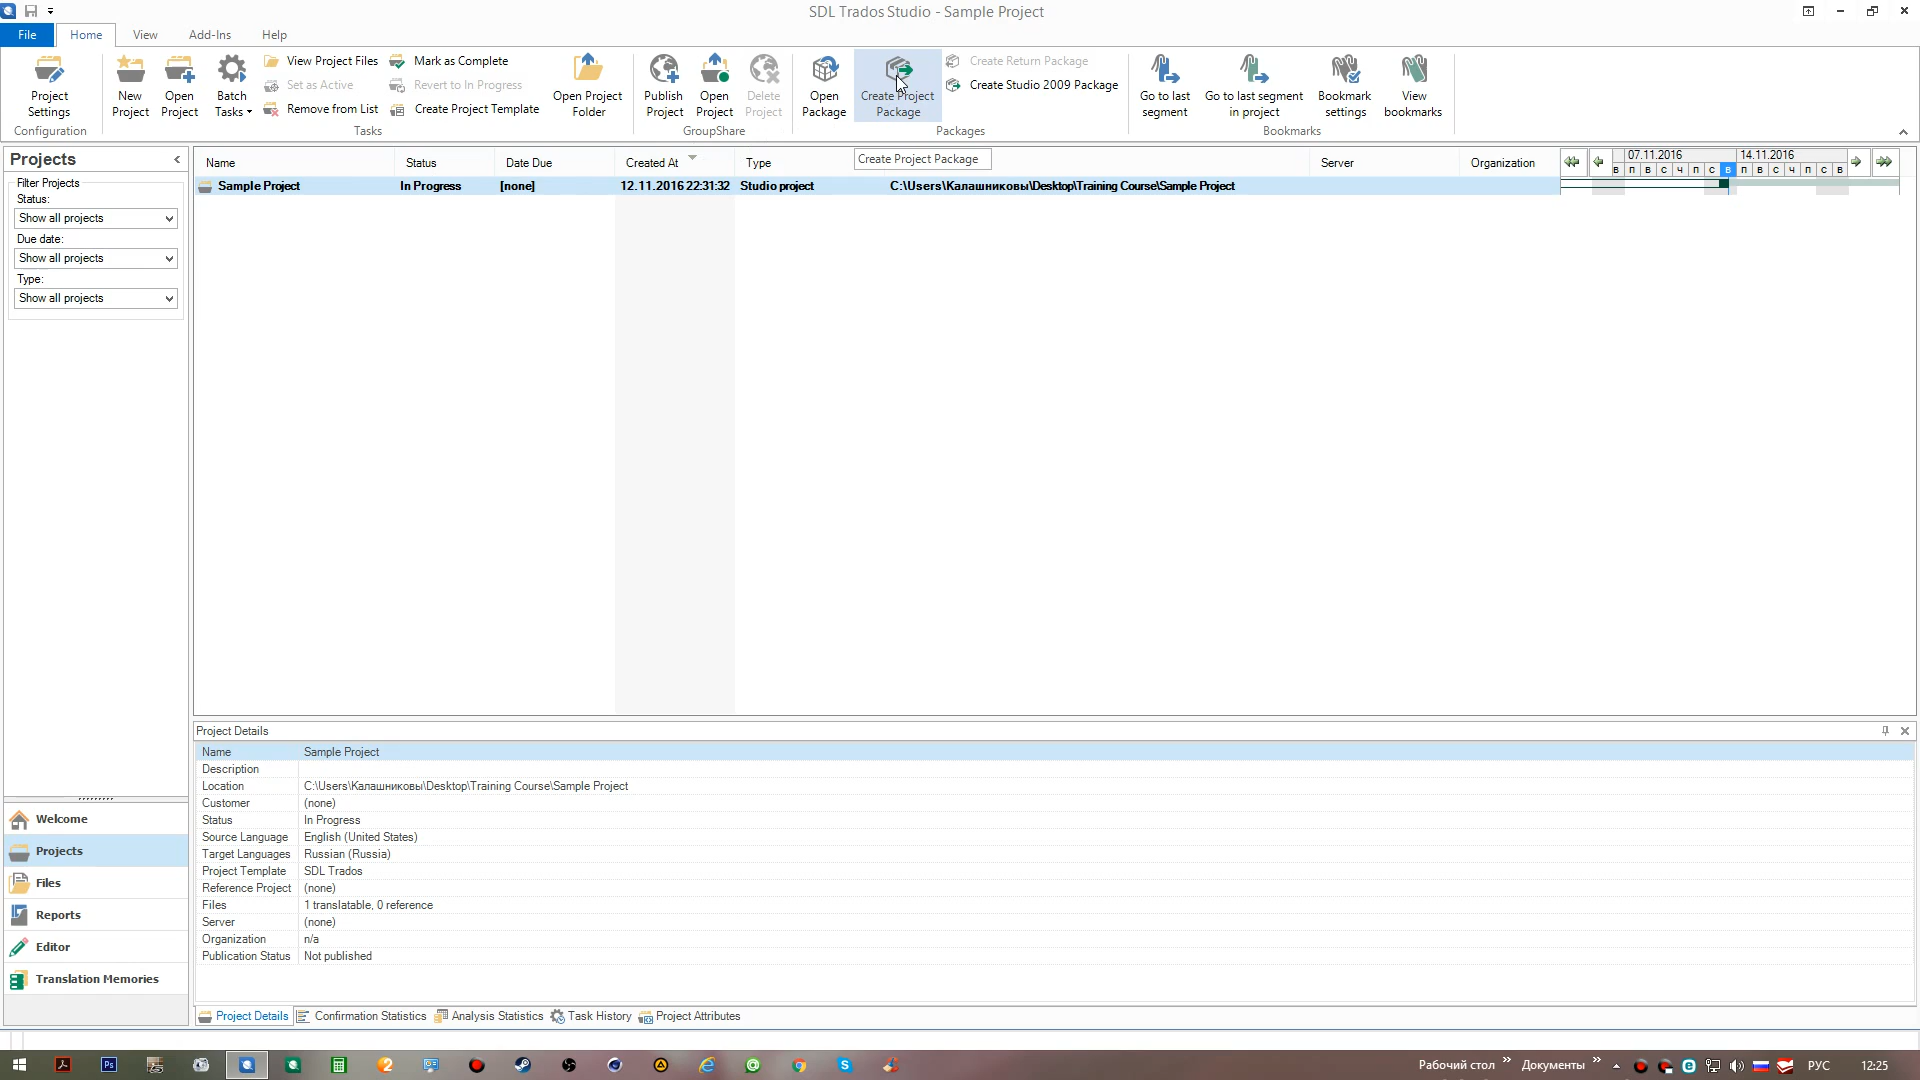 SDL Trados Studio - Sample Project
File Home View Add-Ins Help
Project Settings
New Project
Open Project
Batch Tasks
View Project Files
Set as Active
Remove from List
Mark as Complete
Revert to In Progress
Create Project Template
Open Project Folder
Publish Project
Open Project
Delete Project
Open Package
Create Project Package
Create Return Package
Create Studio 2009 Package
Go to last segment
Go to last segment in project
Bookmark settings
View bookmarks
Configuration Tasks GroupShare Packages Bookmarks
Create Project Package
Projects
Filter Projects
Status:
Show all projects
Due date:
Show all projects
Type:
Show all projects
Name Status Date Due Created At Type Server Organization
07.11.2016 14.11.2016
В П В С Ч П С В П В С Ч П С В
Sample Project In Progress [none] 12.11.2016 22:31:32 Studio project C:\Users\Калашниковы\Desktop\Training Course\Sample Project
Project Details
Name Sample Project
Description
Location C:\Users\Калашниковы\Desktop\Training Course\Sample Project
Customer (none)
Status In Progress
Source Language English (United States)
Target Languages Russian (Russia)
Project Template SDL Trados
Reference Project (none)
Files 1 translatable, 0 reference
Server (none)
Organization n/a
Publication Status Not published
Welcome
Projects
Files
Reports
Editor
Translation Memories
Project Details Confirmation Statistics Analysis Statistics Task History Project Attributes
Ps
Рабочий стол » Документы » РУС 12:25